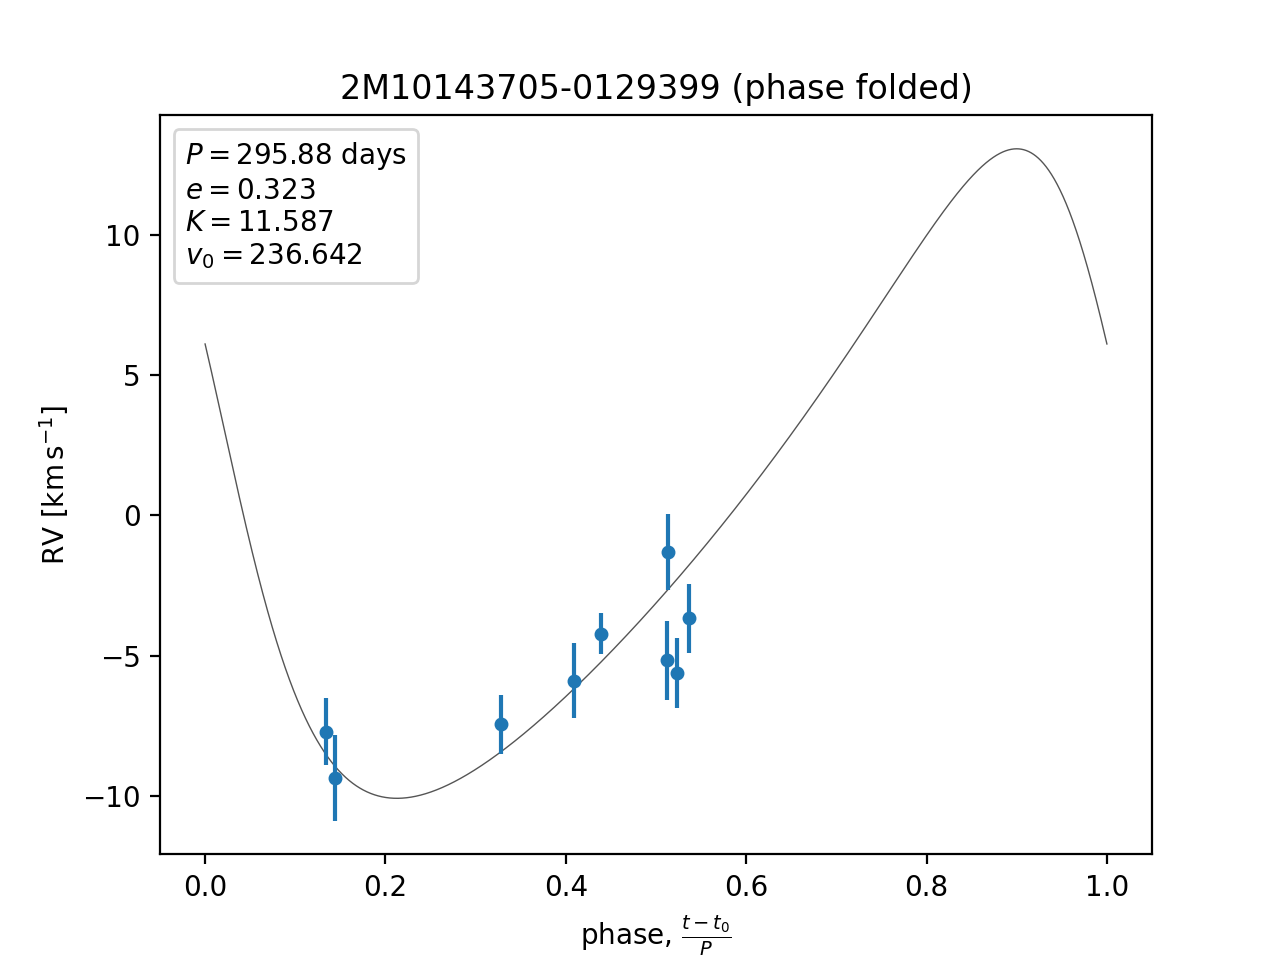 2M10143705-0129399 (phase folded)
P = 295.88 days
e = 0.323
K = 11.587
v₀ = 236.642
10
5
0
−5
−10
RV [km s⁻¹]
0.0 0.2 0.4 0.6 0.8 1.0
phase, (t − t₀)/P